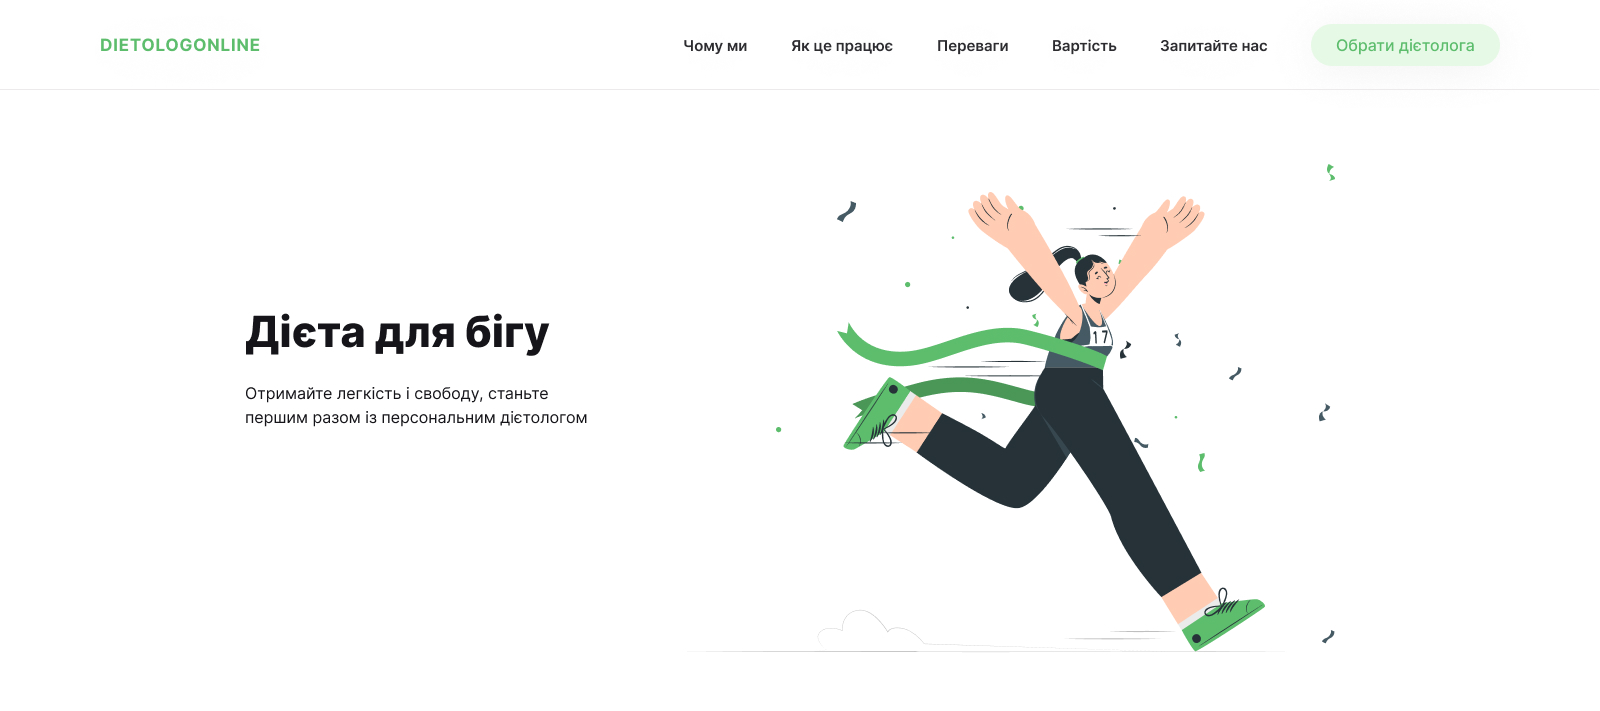 DIETOLOGONLINE
Чому ми
Як це працює
Переваги
Вартість
Запитайте нас
Обрати дієтолога
Дієта для бігу
Отримайте легкість і свободу, станьте
першим разом із персональним дієтологом
17